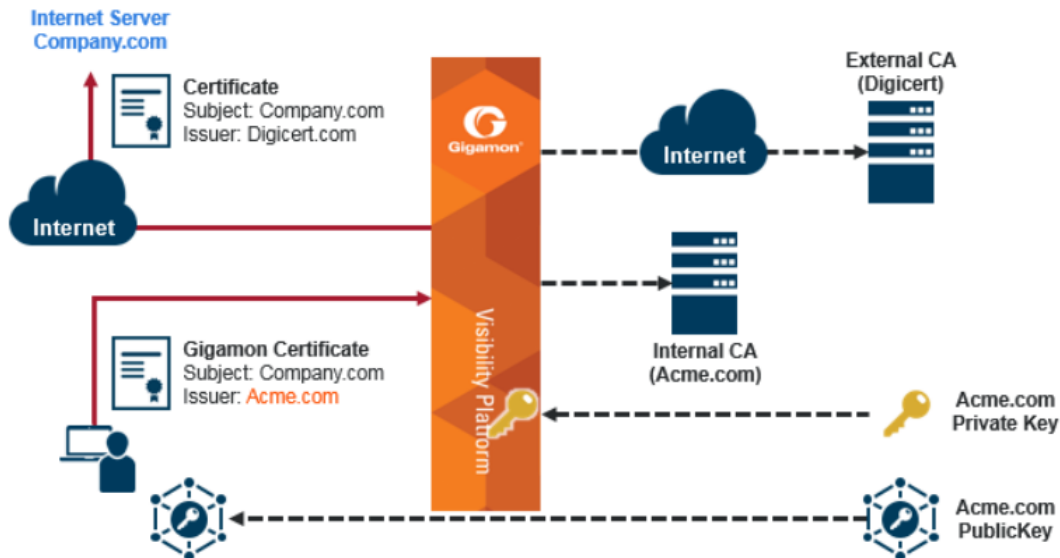 Internet Server
Company.com
Certificate
Subject: Company.com
Issuer: Digicert.com
Internet
Gigamon Certificate
Subject: Company.com
Issuer: Acme.com
Gigamon®
Visibility Platform
Internet
External CA
(Digicert)
Internal CA
(Acme.com)
Acme.com
Private Key
Acme.com
PublicKey